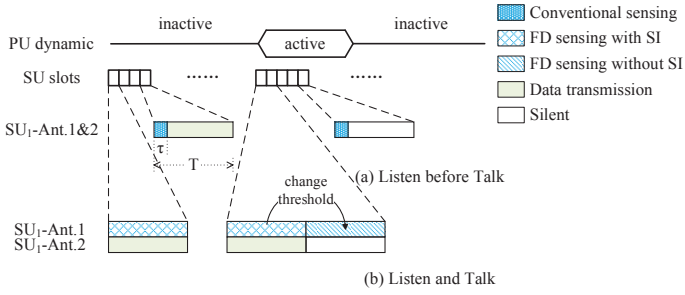 inactive
inactive
PU dynamic
active
SU slots
......
......
SU₁-Ant.1&2
τ
T
(a) Listen before Talk
change
threshold
SU₁-Ant.1
SU₁-Ant.2
(b) Listen and Talk
Conventional sensing
FD sensing with SI
FD sensing without SI
Data transmission
Silent